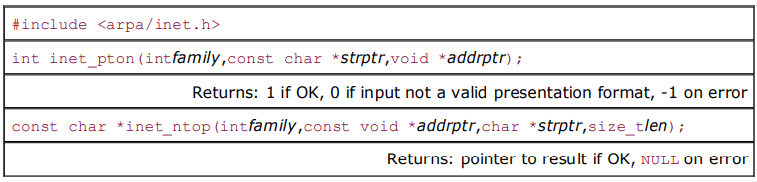 #include <arpa/inet.h>
int inet_pton(intfamily,const char *strptr,void *addrptr);
Returns: 1 if OK, 0 if input not a valid presentation format, -1 on error
const char *inet_ntop(intfamily,const void *addrptr,char *strptr,size_tlen);
Returns: pointer to result if OK, NULL on error